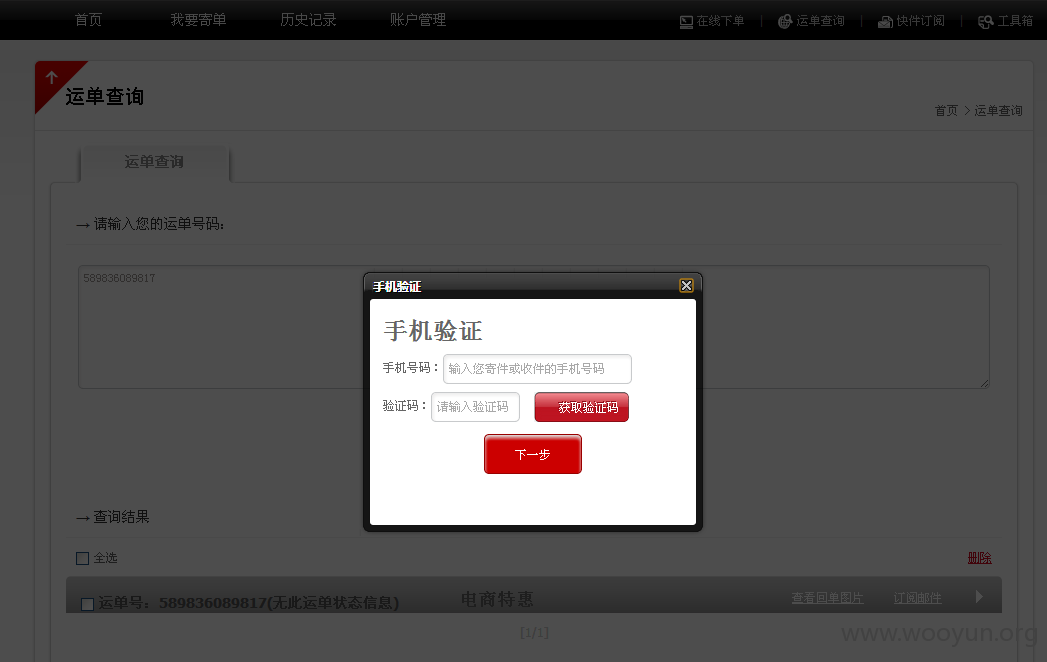 首页 我要寄单 历史记录 账户管理 在线下单 运单查询 快件订阅 工具箱
运单查询
首页 > 运单查询
运单查询
→ 请输入您的运单号码:
589836089817
手机验证
手机验证
手机号码: 输入您寄件或收件的手机号码
验证码: 请输入验证码 获取验证码
下一步
→ 查询结果
全选 删除
运单号: 589836089817(无此运单状态信息) 电商特惠 查看回单图片 订阅邮件
[1/1]
www.wooyun.org